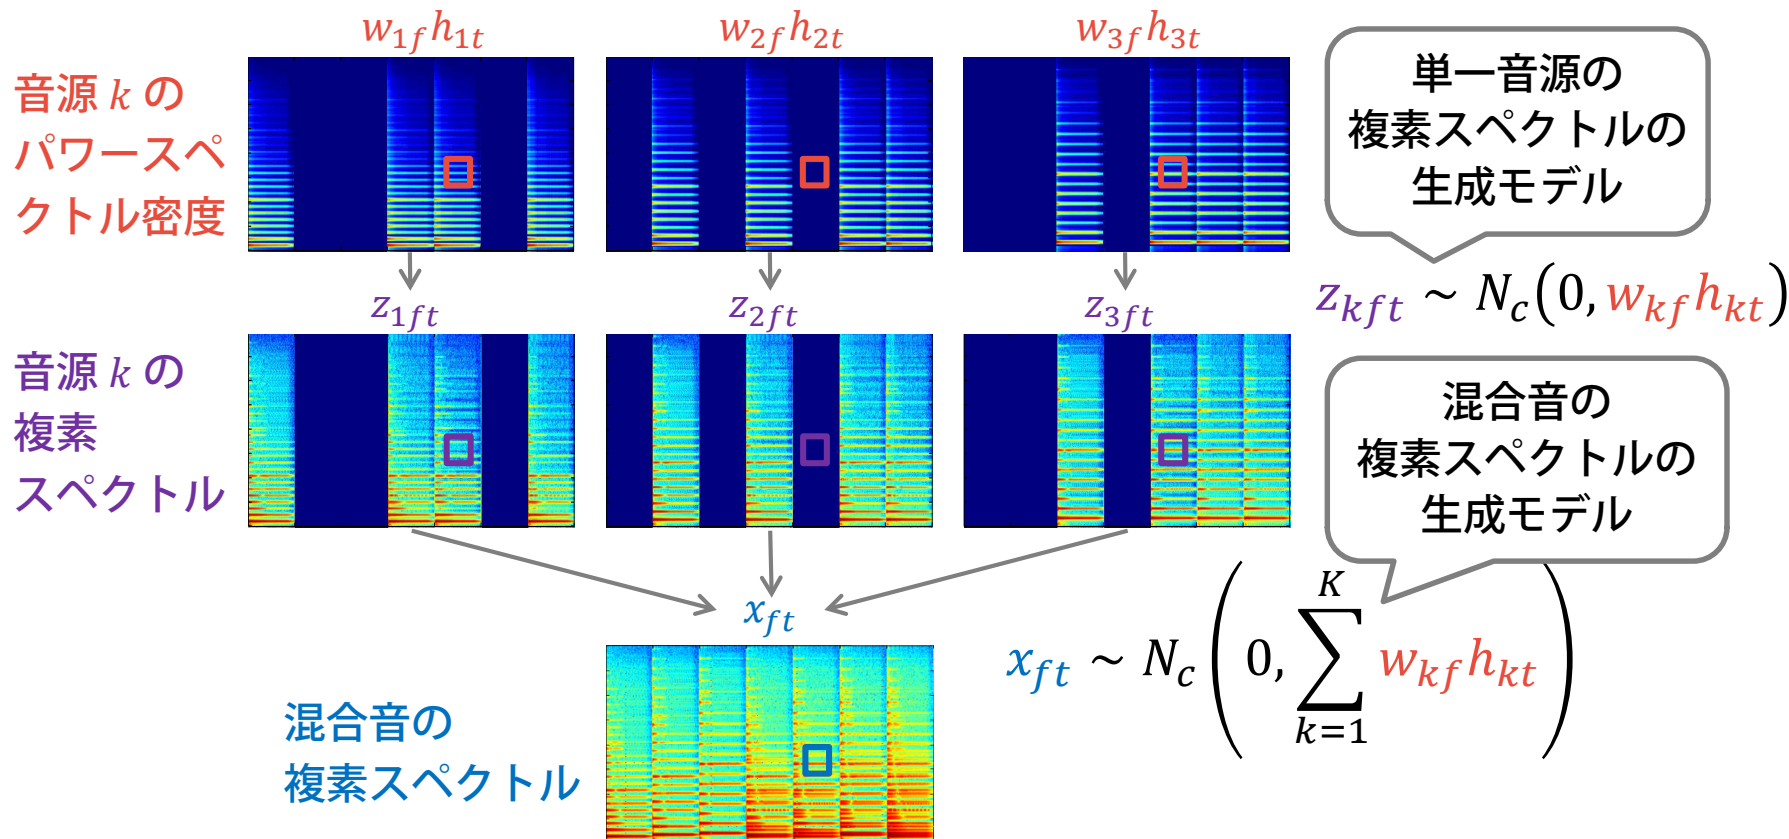 w_{1f}h_{1t}
w_{2f}h_{2t}
w_{3f}h_{3t}
音源 k の
パワースペ
クトル密度
単一音源の
複素スペクトルの
生成モデル
z_{1ft}
z_{2ft}
z_{3ft}
z_{kft} ~ N_c(0, w_{kf}h_{kt})
音源 k の
複素
スペクトル
混合音の
複素スペクトルの
生成モデル
x_{ft}
x_{ft} ~ N_c(0, \sum_{k=1}^{K} w_{kf}h_{kt})
混合音の
複素スペクトル